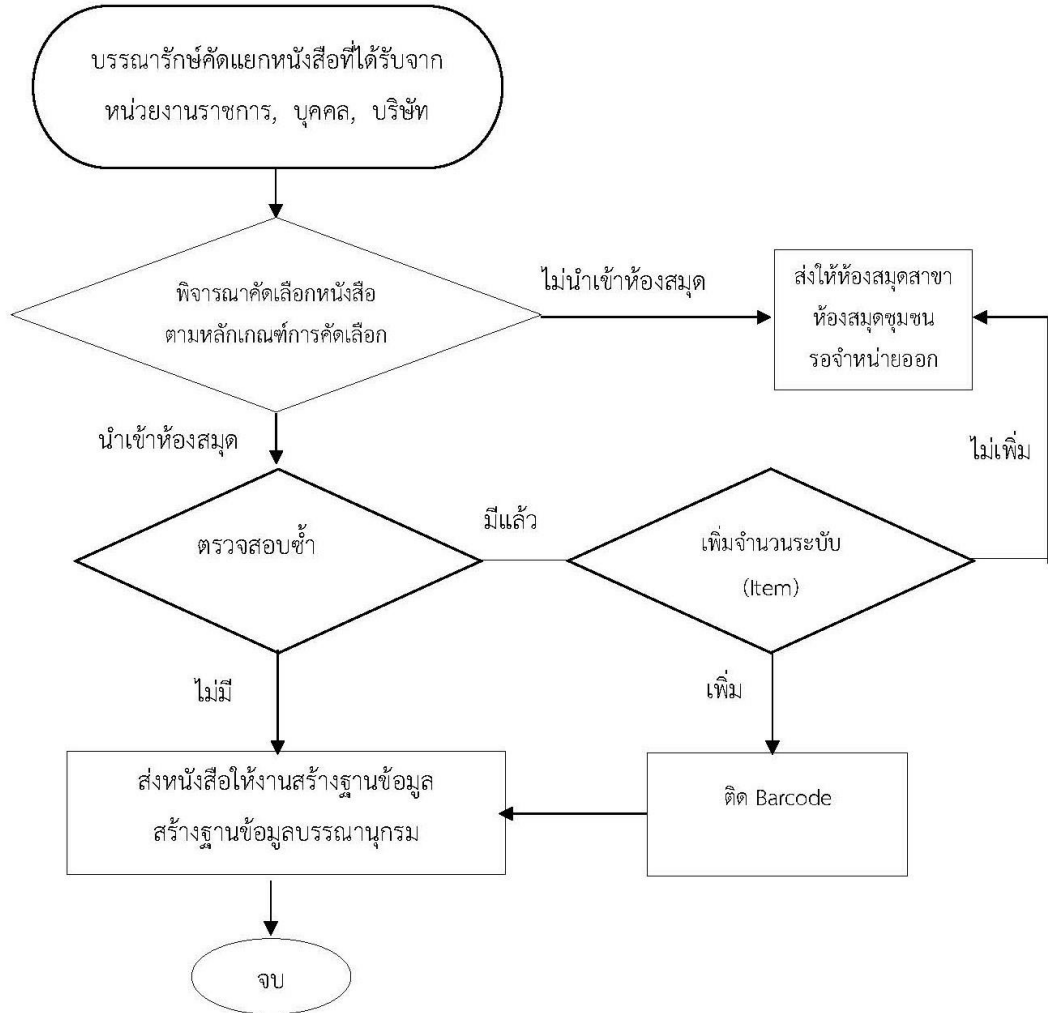 บรรณารักษ์คัดแยกหนังสือที่ได้รับจาก
หน่วยงานราชการ, บุคคล, บริษัท
พิจารณาคัดเลือกหนังสือ
ตามหลักเกณฑ์การคัดเลือก
ไม่นำเข้าห้องสมุด
ส่งให้ห้องสมุดสาขา
ห้องสมุดชุมชน
รอจำหน่ายออก
นำเข้าห้องสมุด
ไม่เพิ่ม
ตรวจสอบซ้ำ
มีแล้ว
เพิ่มจำนวนระบับ
(Item)
ไม่มี
เพิ่ม
ส่งหนังสือให้งานสร้างฐานข้อมูล
สร้างฐานข้อมูลบรรณานุกรม
ติด Barcode
จบ